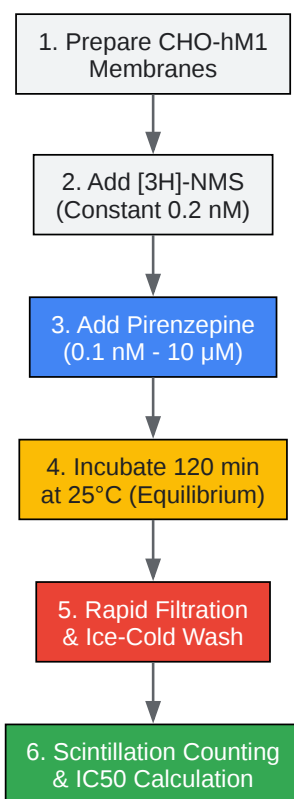 1. Prepare CHO-hM1
Membranes
2. Add [3H]-NMS
(Constant 0.2 nM)
3. Add Pirenzepine
(0.1 nM - 10 μM)
4. Incubate 120 min
at 25°C (Equilibrium)
5. Rapid Filtration
& Ice-Cold Wash
6. Scintillation Counting
& IC50 Calculation